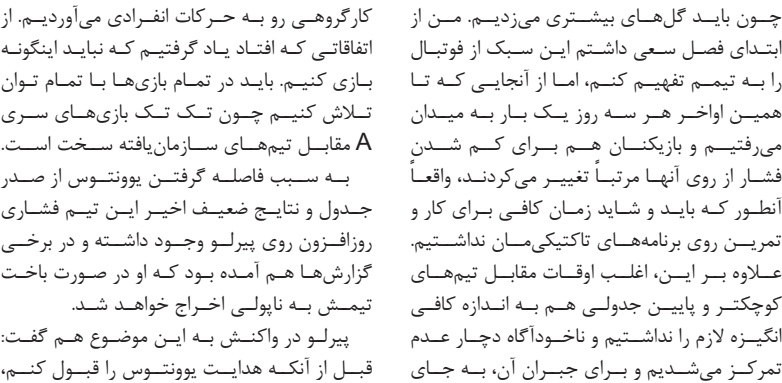 چون باید گل‌های بیشتری می‌زدیم. من از
ابتدای فصل سعی داشتم این سبک از فوتبال
را به تیمم تفهیم کنم، اما از آنجایی که تا
همین اواخر هر سه روز یک بار به میدان
می‌رفتیم و بازیکنان هم برای کم شدن
فشار از روی آنها مرتباً تغییر می‌کردند، واقعاً
آنطور که باید و شاید زمان کافی برای کار و
تمرین روی برنامه‌های تاکتیکی‌مان نداشتیم.
علاوه بر این، اغلب اوقات مقابل تیم‌های
کوچکتر و پایین جدولی هم به اندازه کافی
انگیزه لازم را نداشتیم و ناخودآگاه دچار عدم
تمرکز می‌شدیم و برای جبران آن، به جای
کارگروهی رو به حرکات انفرادی می‌آوردیم. از
اتفاقاتی که افتاد یاد گرفتیم که نباید اینگونه
بازی کنیم. باید در تمام بازی‌ها با تمام توان
تلاش کنیم چون تک تک بازی‌های سری
A مقابل تیم‌های سازمان‌یافته سخت است.
به سبب فاصله گرفتن یوونتوس از صدر
جدول و نتایج ضعیف اخیر این تیم فشاری
روزافزون روی پیرلو وجود داشته و در برخی
گزارش‌ها هم آمده بود که او در صورت باخت
تیمش به ناپولی اخراج خواهد شد.
پیرلو در واکنش به این موضوع هم گفت:
قبل از آنکه هدایت یوونتوس را قبول کنم،